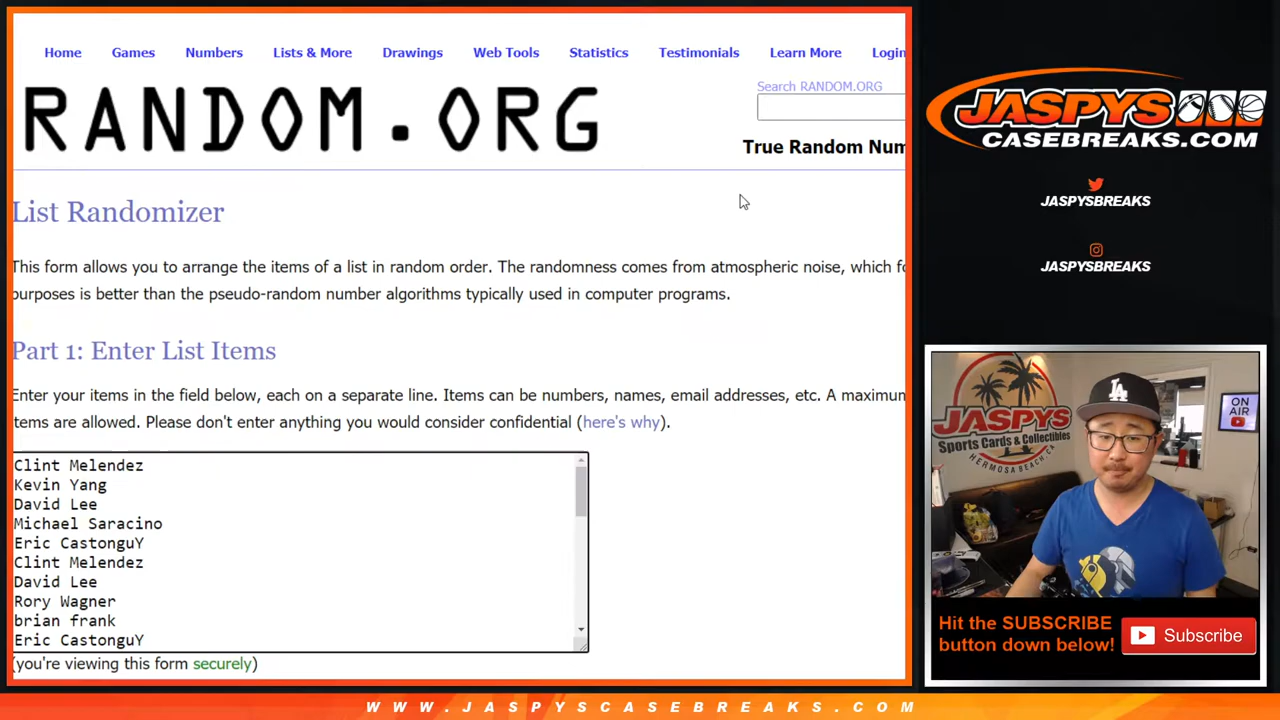 Home Games Numbers Lists & More Drawings Web Tools Statistics Testimonials Learn More Login
RANDOM.ORG
Search RANDOM.ORG
True Random Num
List Randomizer
This form allows you to arrange the items of a list in random order. The randomness comes from atmospheric noise, which fo
purposes is better than the pseudo-random number algorithms typically used in computer programs.
Part 1: Enter List Items
Enter your items in the field below, each on a separate line. Items can be numbers, names, email addresses, etc. A maximum
items are allowed. Please don't enter anything you would consider confidential (here's why).
Clint Melendez
Kevin Yang
David Lee
Michael Saracino
Eric CastonguY
Clint Melendez
David Lee
Rory Wagner
brian frank
Eric CastonguY
(you're viewing this form securely)
JASPYS
CASEBREAKS.COM
JASPYSBREAKS
JASPYSBREAKS
JASPYS
Sports Cards & Collectibles
HERMOSA BEACH, CA
LA
ON
AIR
Hit the SUBSCRIBE
button down below!
Subscribe
WWW.JASPYSCASEBREAKS.COM